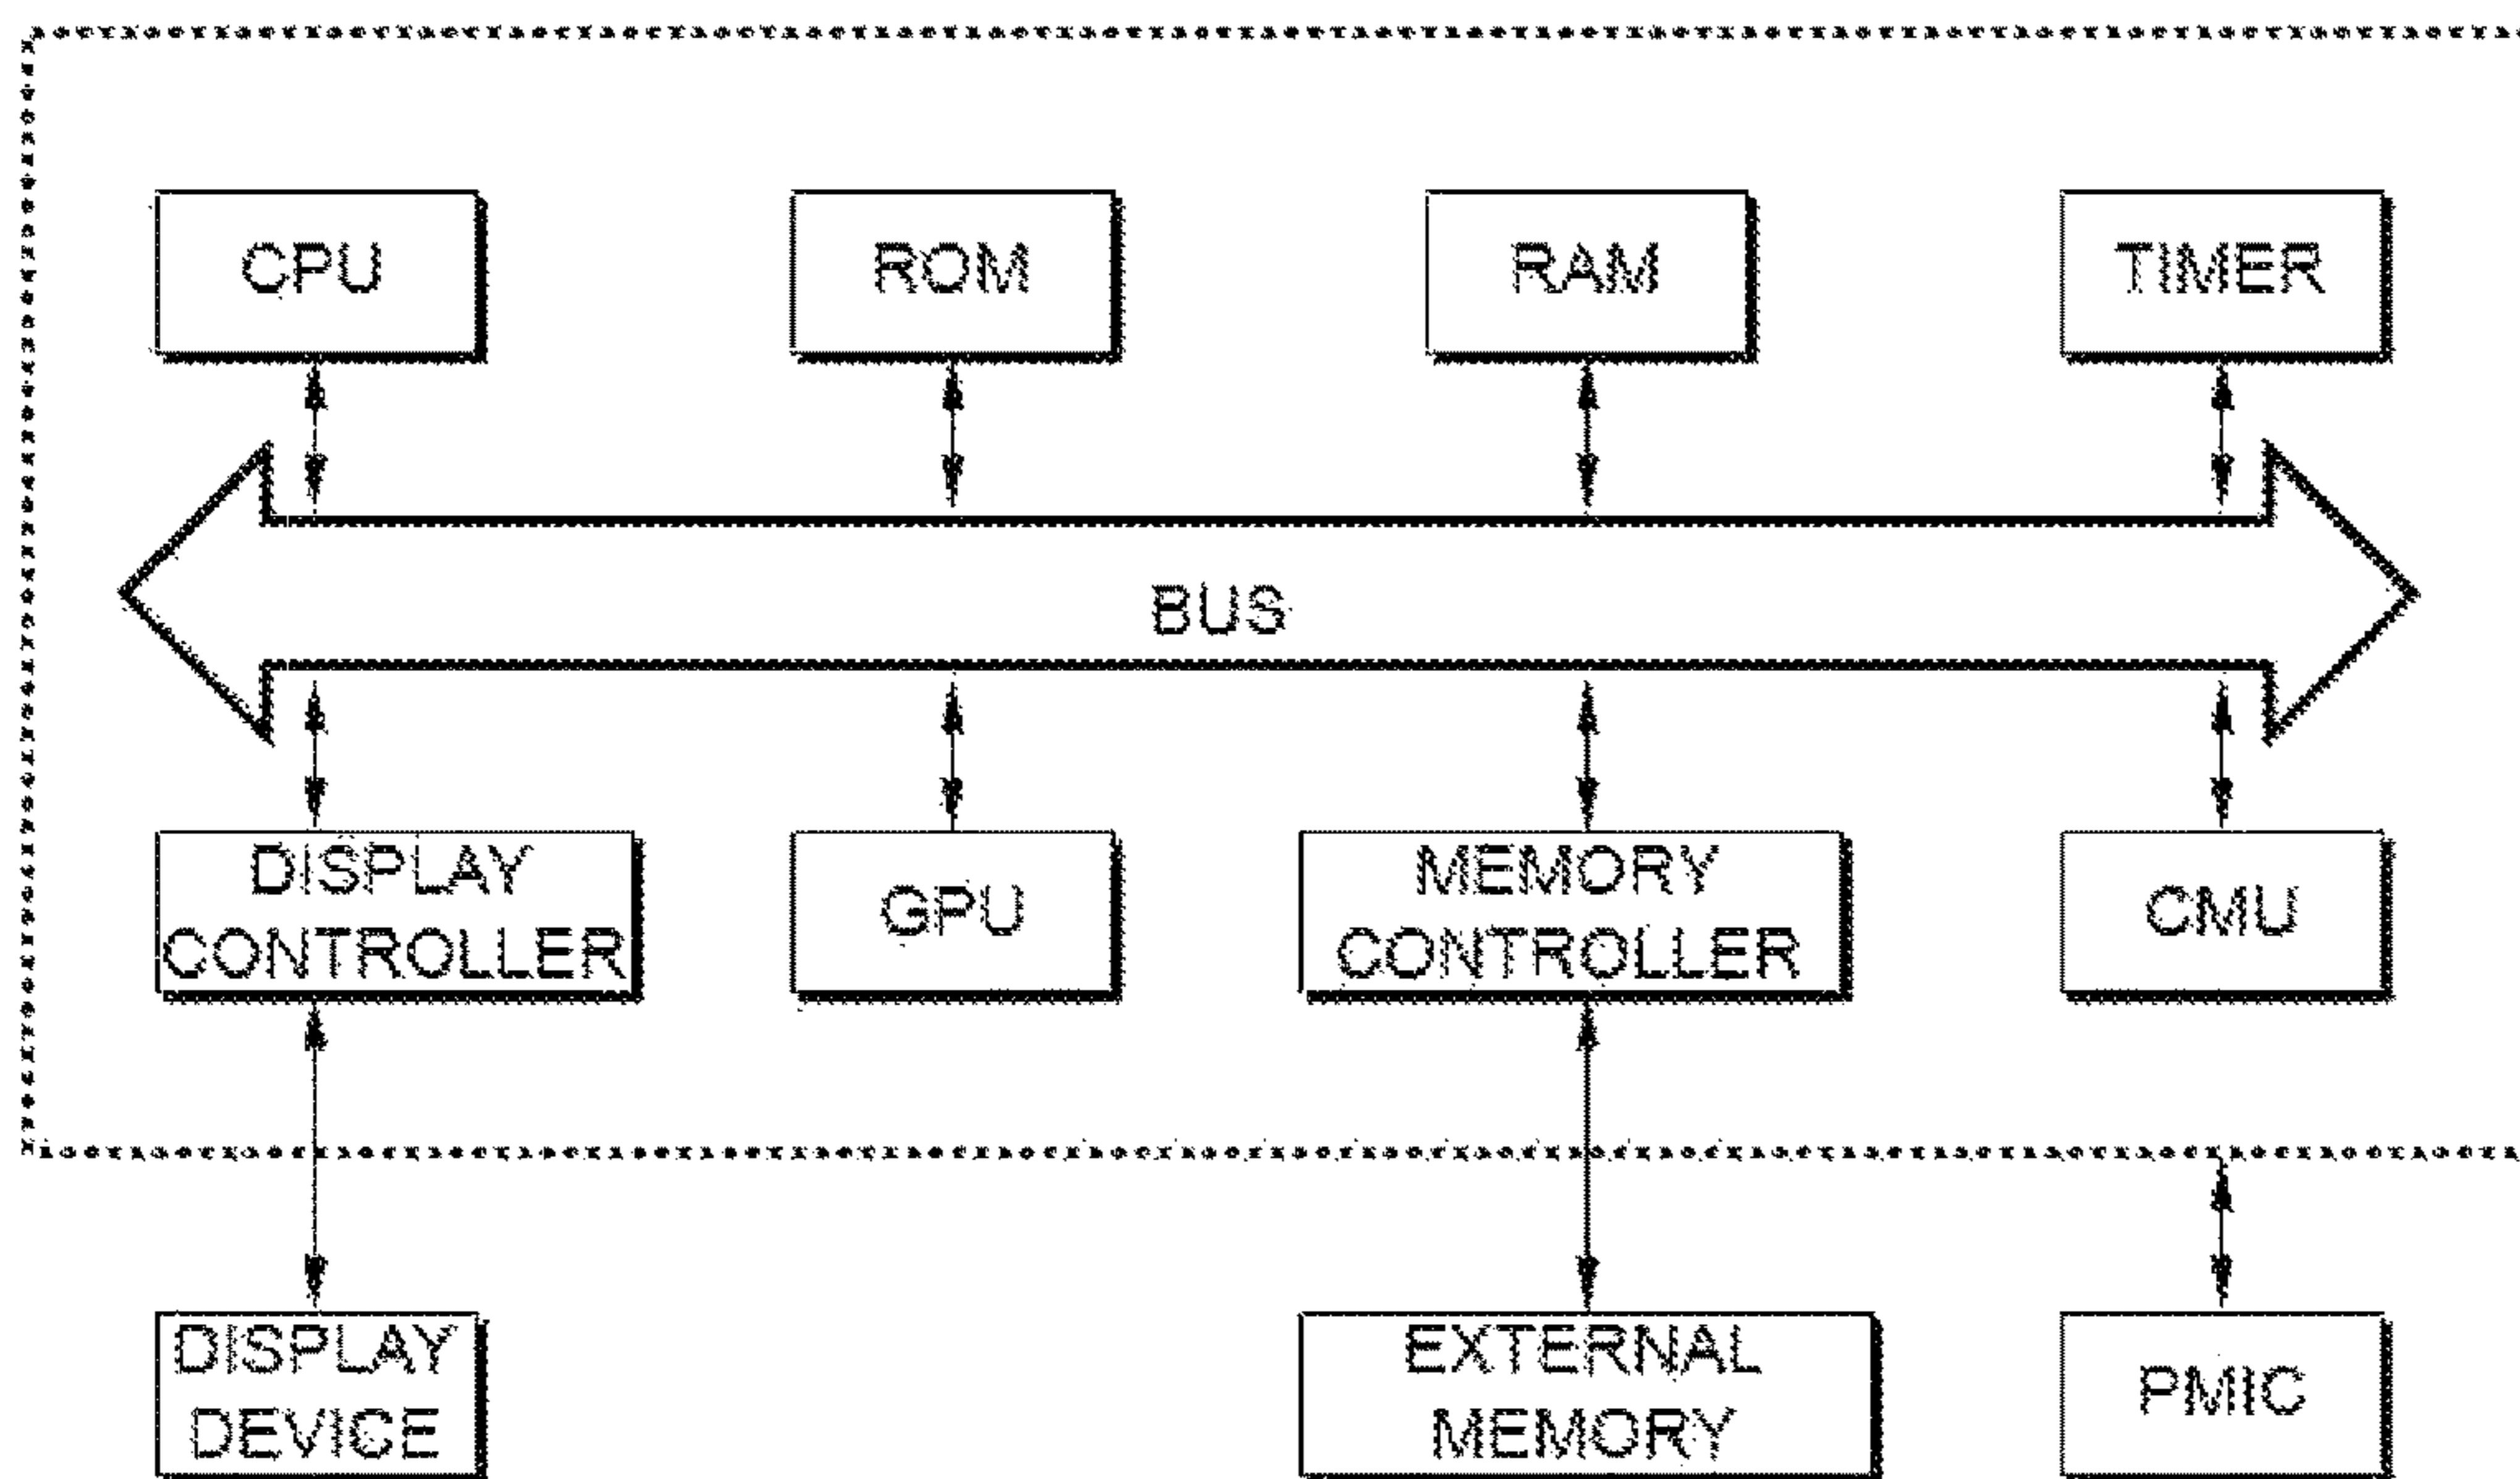 CPU
ROM
RAM
TIMER
BUS
DISPLAY
CONTROLLER
GPU
MEMORY
CONTROLLER
CMU
DISPLAY
DEVICE
EXTERNAL
MEMORY
PMIC